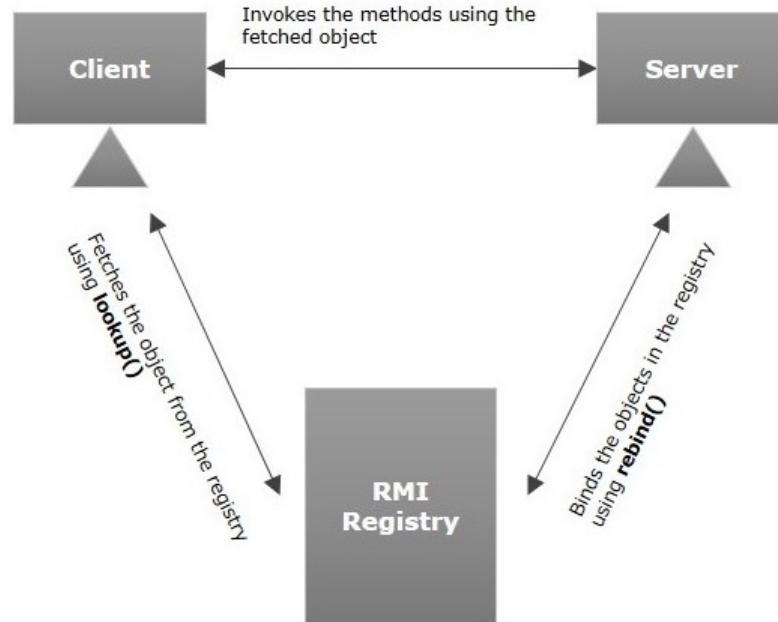 Invokes the methods using the
fetched object
Client
Server
Fetches the object from the registry
using lookup()
Binds the objects in the registry
using rebind()
RMI
Registry